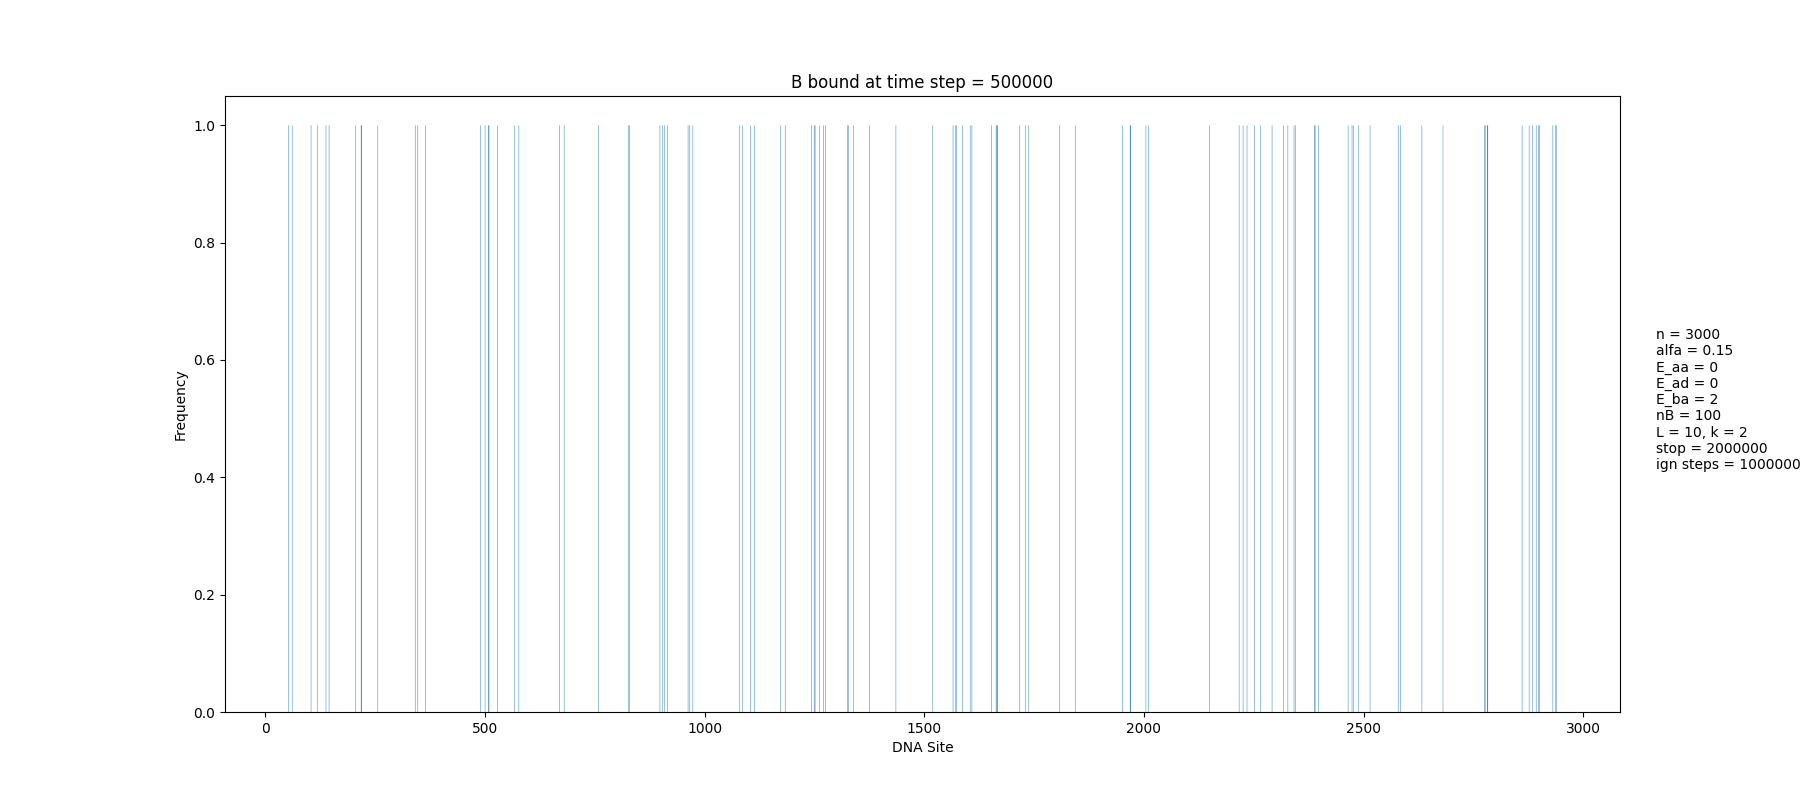 B bound at time step = 500000
1.0
0.8
0.6
0.4
0.2
0.0
Frequency
0 500 1000 1500 2000 2500 3000
DNA Site
n = 3000
alfa = 0.15
E_aa = 0
E_ad = 0
E_ba = 2
nB = 100
L = 10, k = 2
stop = 2000000
ign steps = 1000000